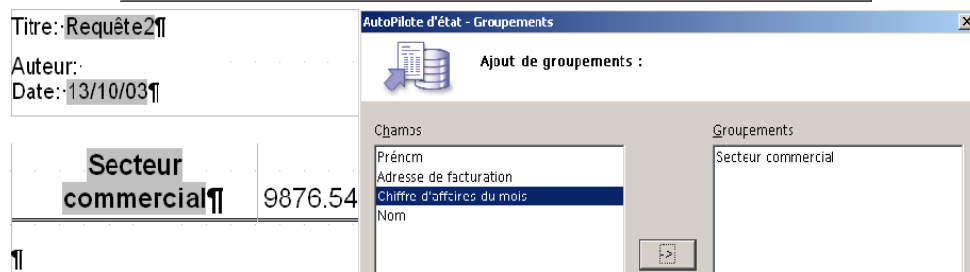 Titre: Requête2¶
Auteur:
Date: 13/10/03¶
Secteur
commercial¶ 9876.54
¶
AutoPilote d'état - Groupements
Ajout de groupements :
Champs
Prénom
Adresse de facturation
Chiffre d'affaires du mois
Nom
->
Groupements
Secteur commercial